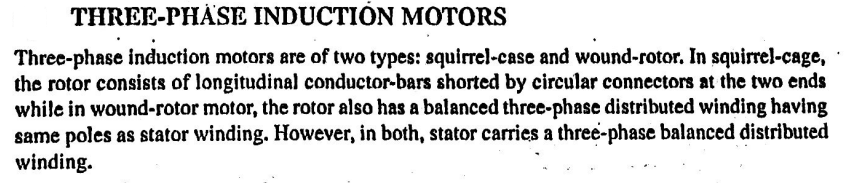 THREE-PHASE INDUCTION MOTORS
Three-phase induction motors are of two types: squirrel-case and wound-rotor. In squirrel-cage,
the rotor consists of longitudinal conductor-bars shorted by circular connectors at the two ends
while in wound-rotor motor, the rotor also has a balanced three-phase distributed winding having
same poles as stator winding. However, in both, stator carries a three-phase balanced distributed
winding.